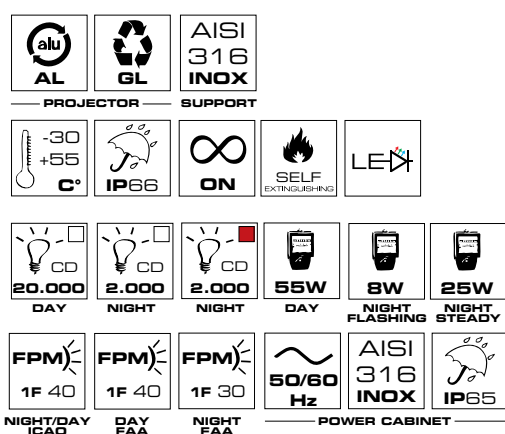 alu
AL
GL
AISI
316
INOX
PROJECTOR
SUPPORT
-30
+55
C°
IP66
ON
SELF
EXTINGUISHING
LE
CD
20.000
DAY
CD
2.000
NIGHT
CD
2.000
NIGHT
55W
DAY
8W
NIGHT
FLASHING
25W
NIGHT
STEADY
FPM
1F 40
NIGHT/DAY
ICAO
FPM
1F 40
DAY
FAA
FPM
1F 30
NIGHT
FAA
50/60
Hz
AISI
316
INOX
IP65
POWER CABINET